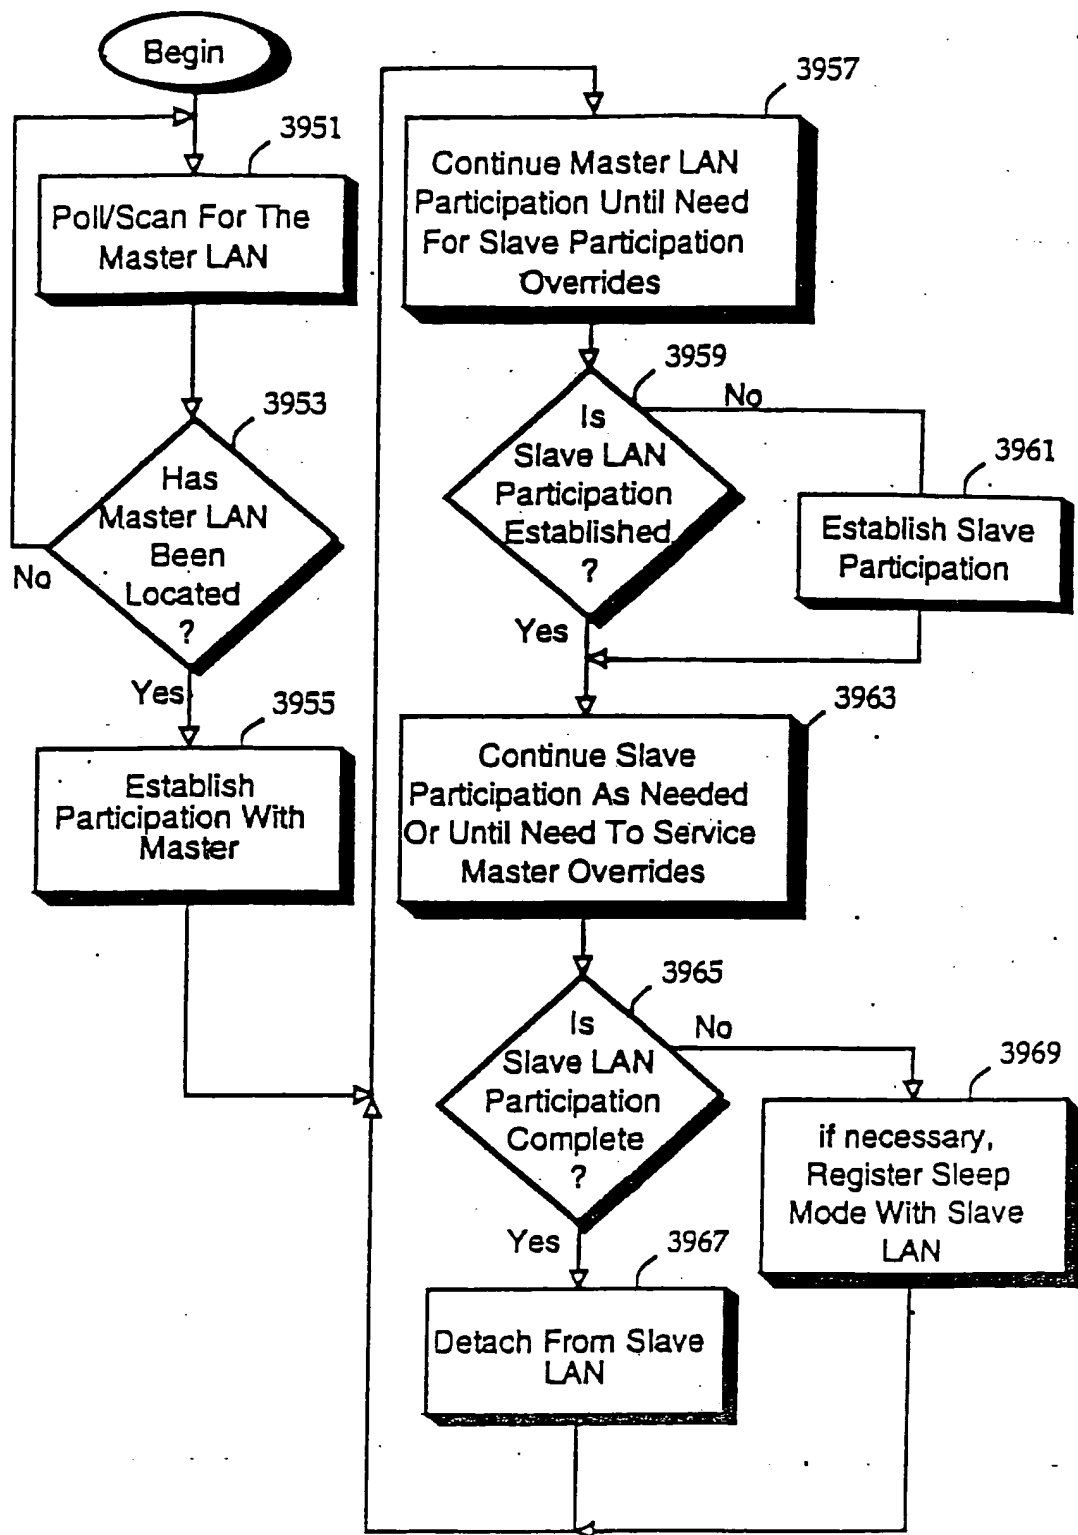 Begin
3951
Poll/Scan For The
Master LAN
3953
Has
Master LAN
Been
Located
?
No
Yes
3955
Establish
Participation With
Master
3957
Continue Master LAN
Participation Until Need
For Slave Participation
Overrides
3959
Is
Slave LAN
Participation
Established
?
No
3961
Establish Slave
Participation
Yes
3963
Continue Slave
Participation As Needed
Or Until Need To Service
Master Overrides
3965
Is
Slave LAN
Participation
Complete
?
No
3969
if necessary,
Register Sleep
Mode With Slave
LAN
Yes
3967
Detach From Slave
LAN